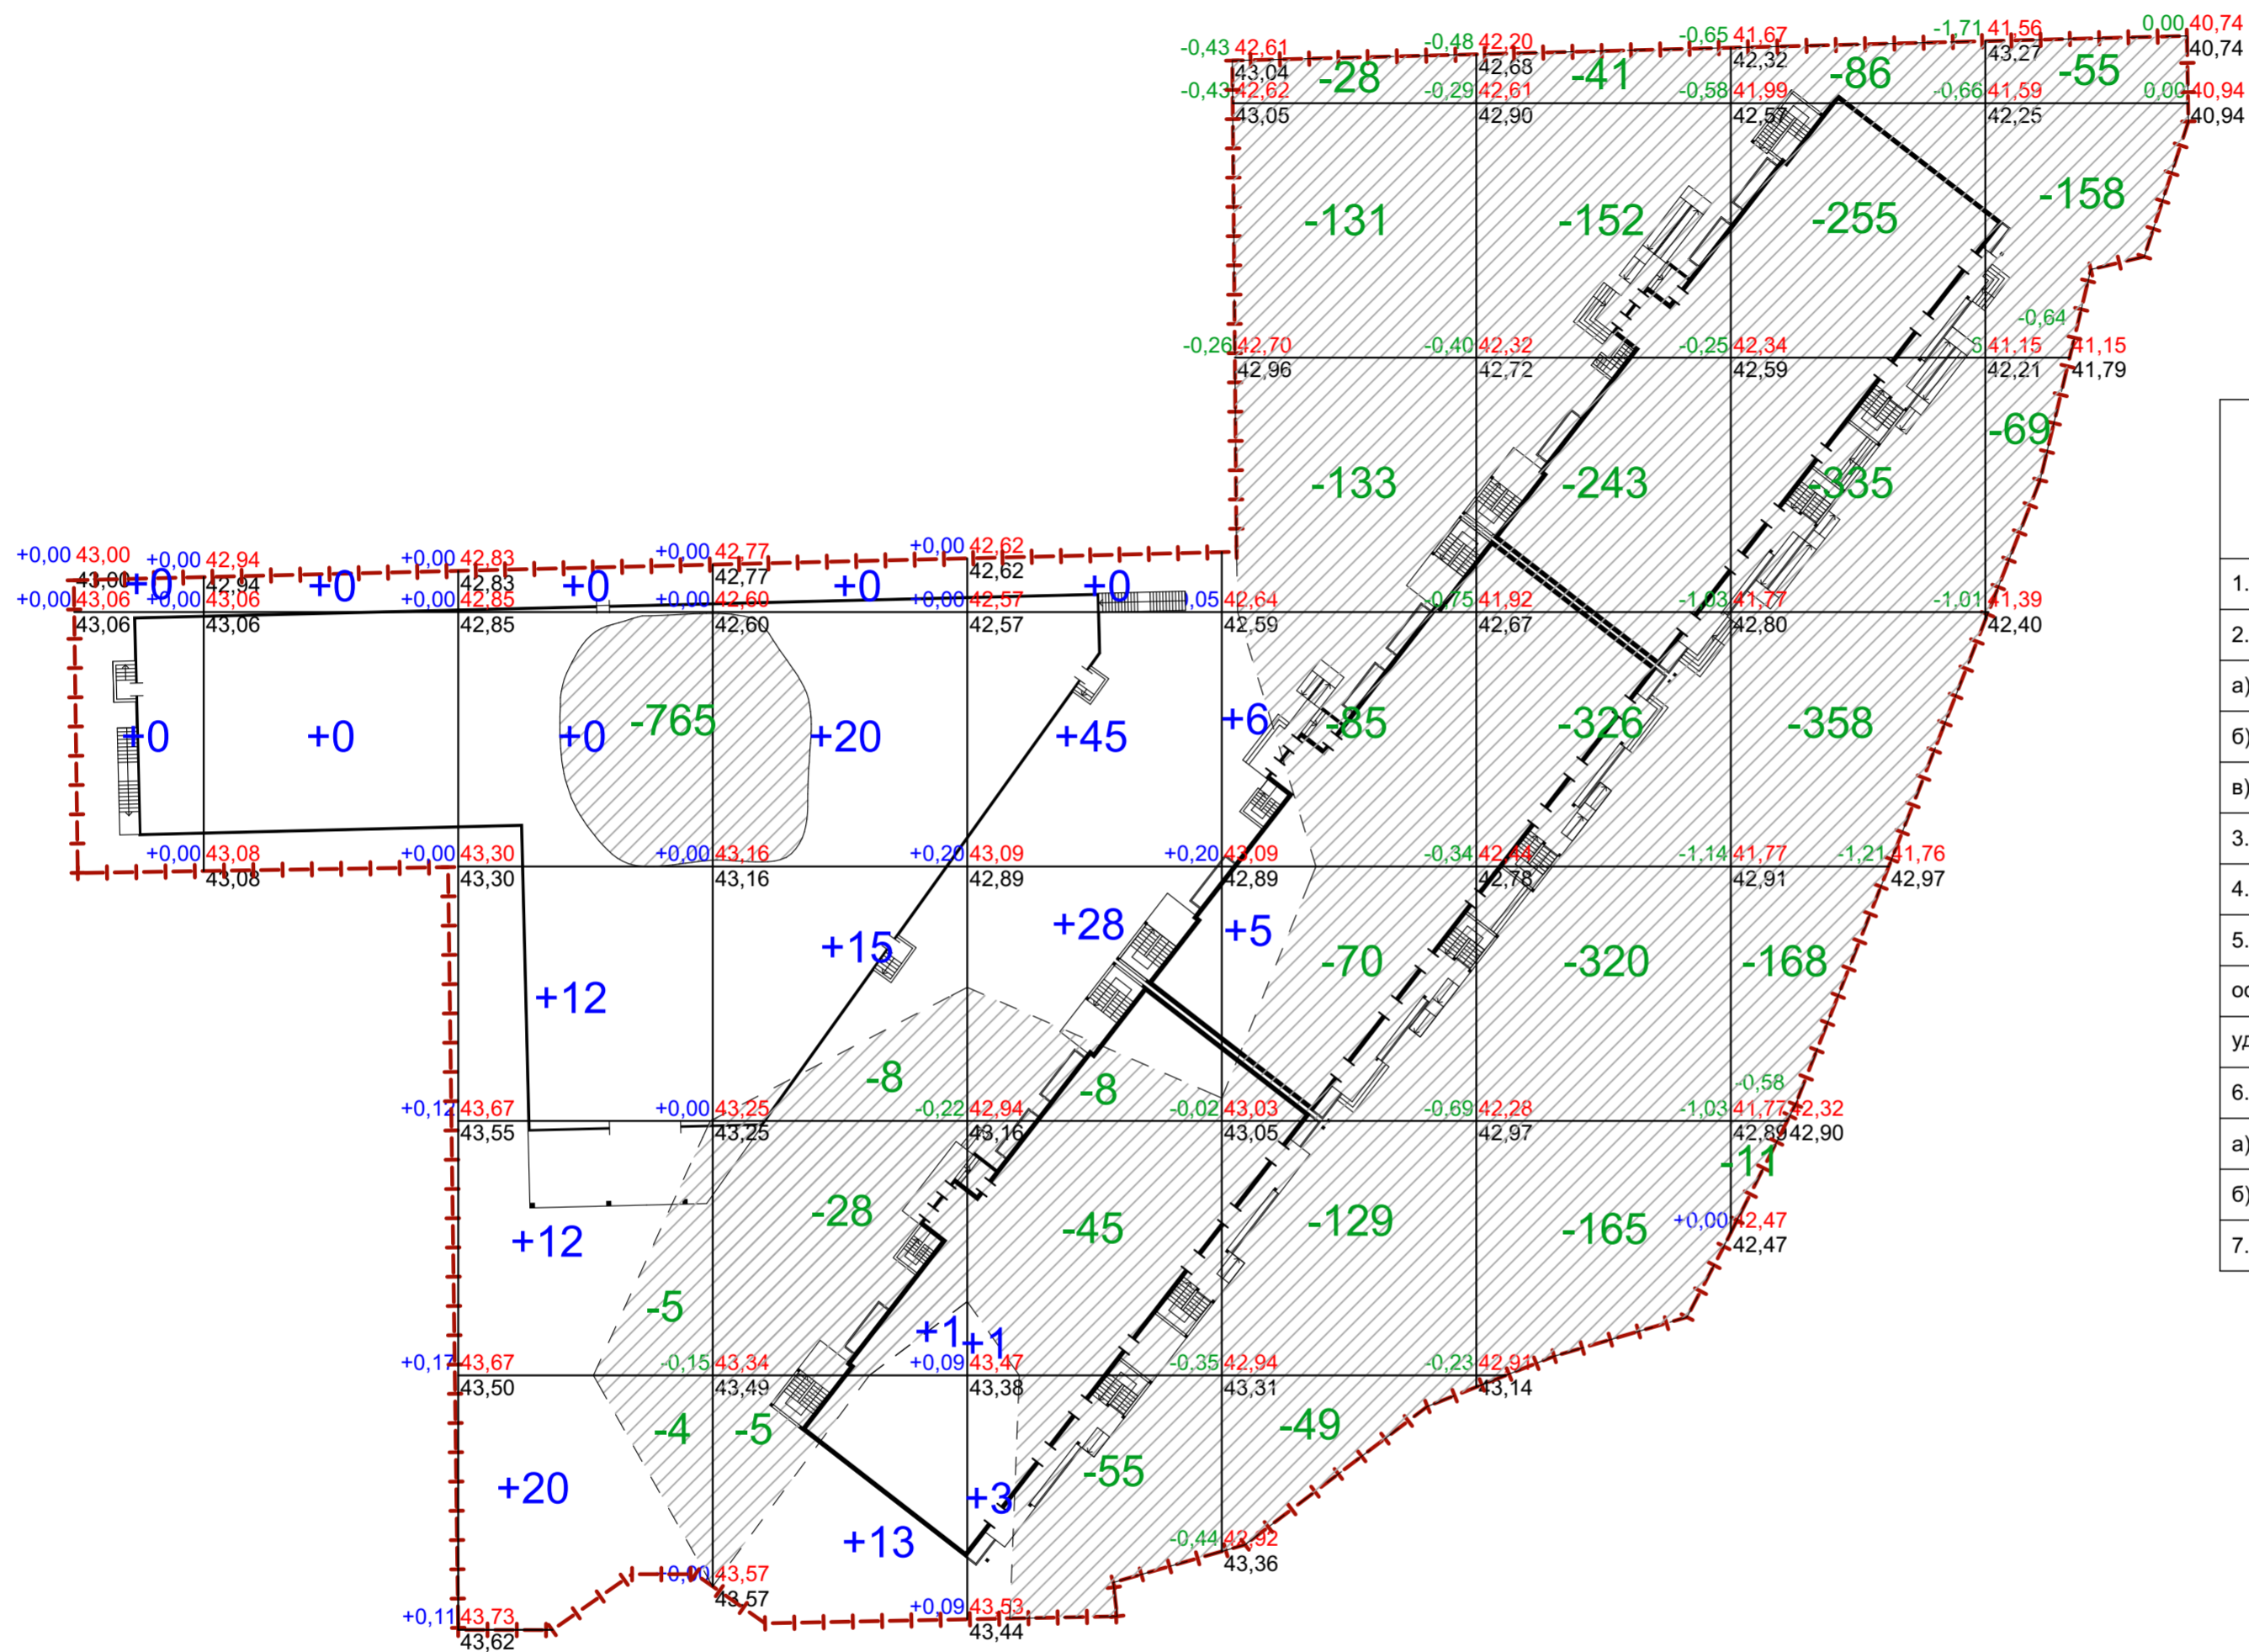 -0,43 42,61 -0,48 42,20 -0,65 41,67 -1,71 41,56 0,00 40,74
43,04 42,68 42,32 43,27 40,74
-28 -41 -86 -55
-0,43 42,62 -0,29 42,61 -0,58 41,99 -0,66 41,59 0,00 40,94
43,05 42,90 42,57 42,25 40,94
-131 -152 -255 -158
-0,64
-0,26 42,70 -0,40 42,32 -0,25 42,34 41,15 41,15
42,96 42,72 42,59 42,21 41,79
-133 -243 -335 -69
+0,00 43,00 +0,00 42,94 +0,00 42,83 +0,00 42,77 +0,00 42,62
43,00 42,94 42,83 42,77 42,62
+0 +0 +0 +0 +0
+0,00 43,06 +0,00 43,06 +0,00 42,85 +0,00 42,60 +0,00 42,57 ,05 42,64 -0,75 41,92 -1,03 41,77 -1,01 41,39
43,06 43,06 42,85 42,60 42,57 42,59 42,67 42,80 42,40
+0 +0 +0 -765 +20 +45 +6 -85 -326 -358
+0,00 43,08 +0,00 43,30 +0,00 43,16 +0,20 43,09 +0,20 43,09 -0,34 42,44 -1,14 41,77 -1,21 41,76
43,08 43,30 43,16 42,89 42,89 42,78 42,91 42,97
+12 +15 +28 +5 -70 -320 -168
-8 -8
-0,58
+0,12 43,67 +0,00 43,25 -0,22 42,94 -0,02 43,03 -0,69 42,28 -1,03 41,77 42,32
43,55 43,25 43,16 43,05 42,97 42,89 42,90
-11
+12 -28 -45 -129 -165 +0,00 42,47
42,47
-5 +1 +1
+0,17 43,67 -0,15 43,34 +0,09 43,47 -0,35 42,94 -0,23 42,91
43,50 43,49 43,38 43,31 43,14
-4 -5 -55 -49
+20 +13 +3
-0,44 42,92
43,36
0,00 43,57
43,57
+0,11 43,73 +0,09 43,53
43,62 43,44
1.
2.
а)
б)
в)
3.
4.
5.
ос
уд
6.
а)
б)
7.